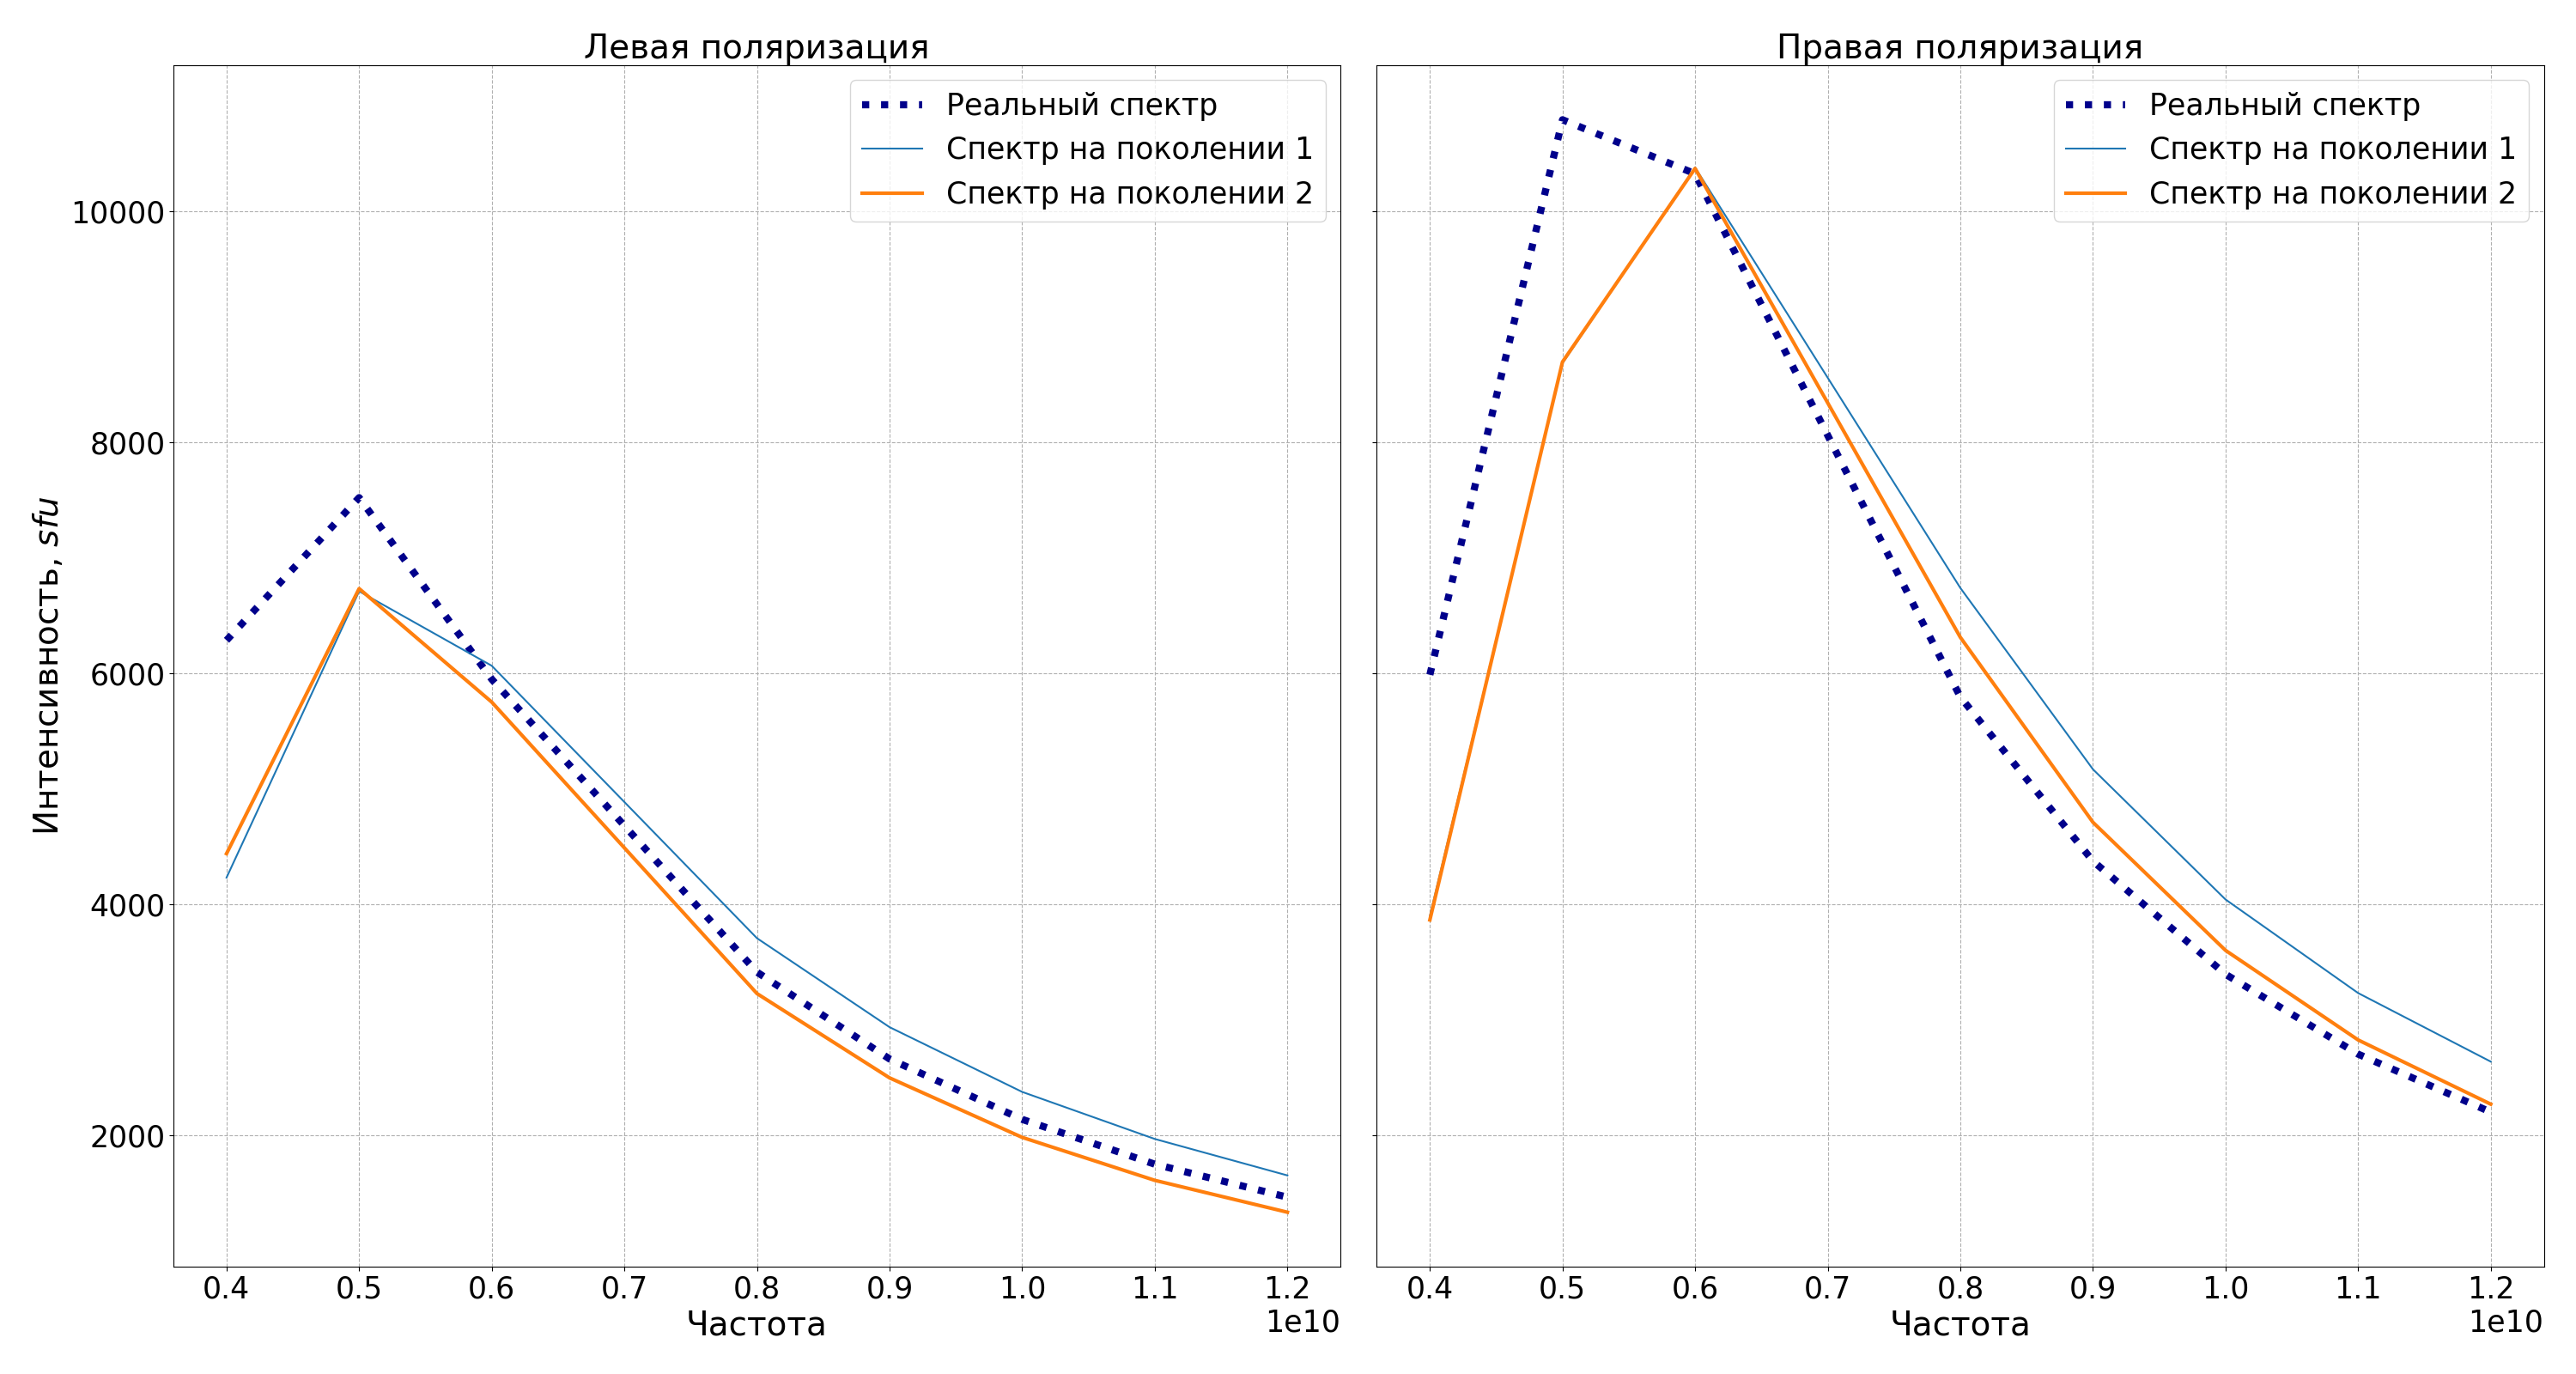 Левая поляризация
Реальный спектр
Спектр на поколении 1
Спектр на поколении 2
Интенсивность, sfu
10000
8000
6000
4000
2000
0.4 0.5 0.6 0.7 0.8 0.9 1.0 1.1 1.2
1e10
Частота
Правая поляризация
Реальный спектр
Спектр на поколении 1
Спектр на поколении 2
0.4 0.5 0.6 0.7 0.8 0.9 1.0 1.1 1.2
1e10
Частота